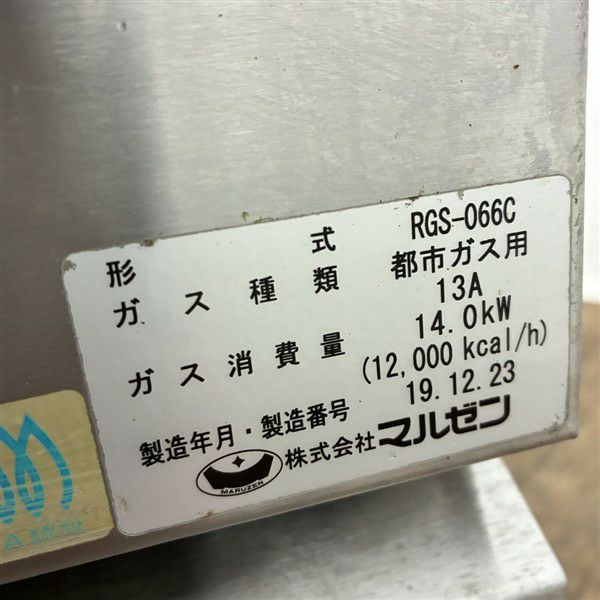 形式 RGS-066C
ガス種類 都市ガス用
13A
ガス消費量 14.0kW
(12,000 kcal/h)
製造年月・製造番号 19.12.23
MARUZEN 株式会社マルゼン